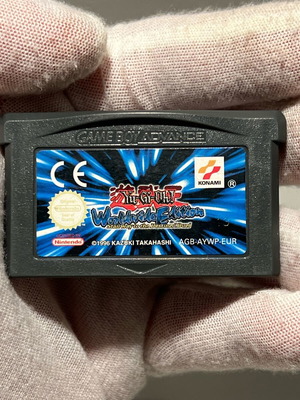 GAME BOY ADVANCE
CE
KONAMI
®
Yu-Gi-Oh!
Worldwide Edition
Nintendo
©1996 KAZUKI TAKAHASHI
AGB-AYWP-EUR